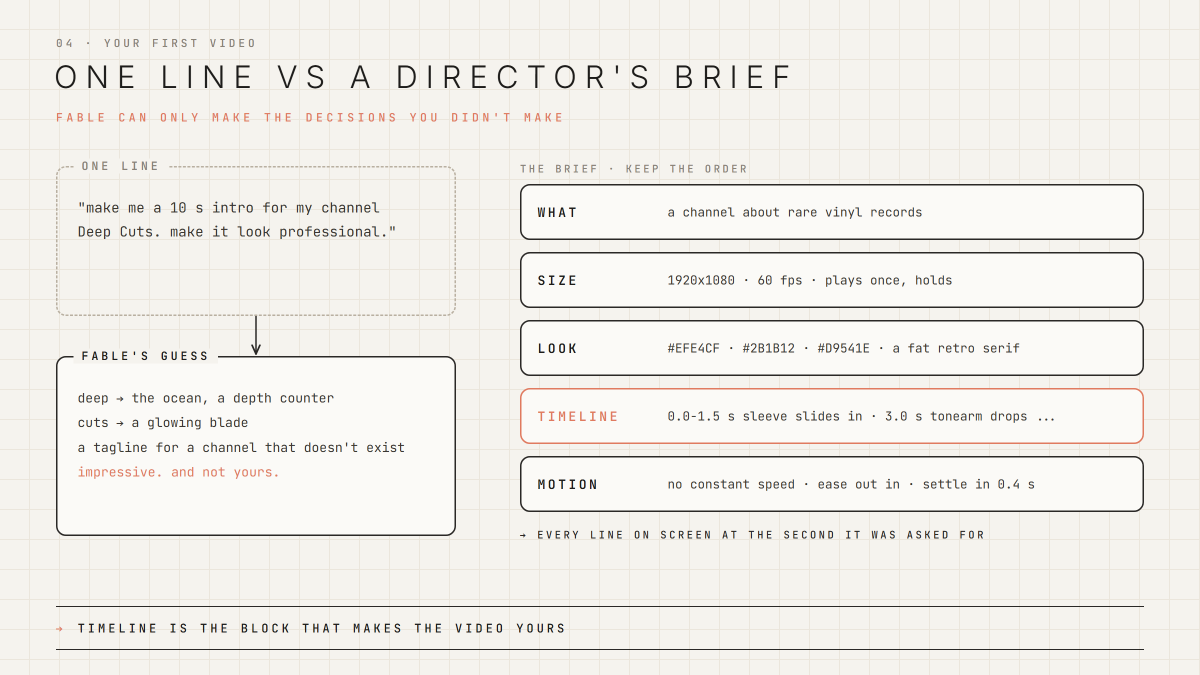 04 · YOUR FIRST VIDEO
ONE LINE VS A DIRECTOR'S BRIEF
FABLE CAN ONLY MAKE THE DECISIONS YOU DIDN'T MAKE
ONE LINE
"make me a 10 s intro for my channel
Deep Cuts. make it look professional."
FABLE'S GUESS
deep → the ocean, a depth counter
cuts → a glowing blade
a tagline for a channel that doesn't exist
impressive. and not yours.
THE BRIEF · KEEP THE ORDER
WHAT a channel about rare vinyl records
SIZE 1920x1080 · 60 fps · plays once, holds
LOOK #EFE4CF · #2B1B12 · #D9541E · a fat retro serif
TIMELINE 0.0-1.5 s sleeve slides in · 3.0 s tonearm drops ...
MOTION no constant speed · ease out in · settle in 0.4 s
→ EVERY LINE ON SCREEN AT THE SECOND IT WAS ASKED FOR
→ TIMELINE IS THE BLOCK THAT MAKES THE VIDEO YOURS